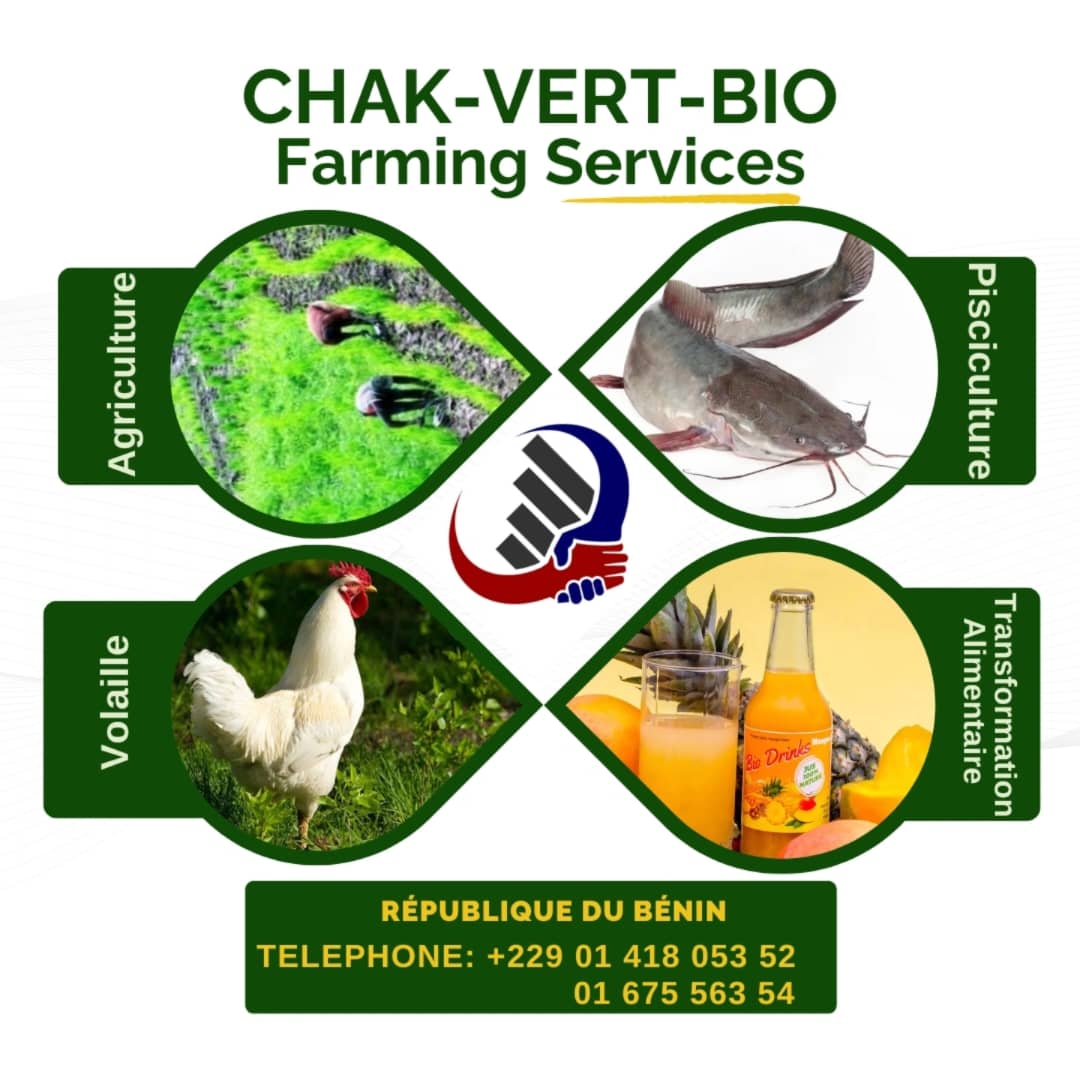 CHAK-VERT-BIO
Farming Services
Agriculture
Pisciculture
Volaille
Transformation
Alimentaire
Bio Drinks
RÉPUBLIQUE DU BÉNIN
TELEPHONE: +229 01 418 053 52
01 675 563 54